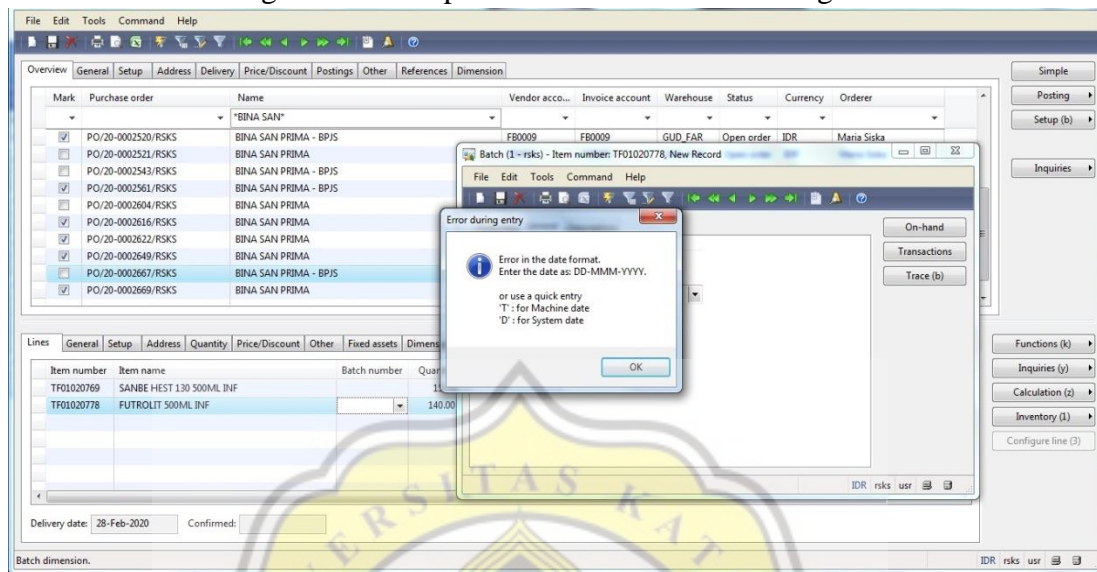 File Edit Tools Command Help
Overview General Setup Address Delivery Price/Discount Postings Other References Dimension
Simple
Mark Purchase order Name Vendor acco... Invoice account Warehouse Status Currency Orderer
Posting
*BINA SAN*
Setup (b)
PO/20-0002520/RSKS BINA SAN PRIMA - BPJS FB0009 FB0009 GUD_FAR Open order IDR Maria Siska
PO/20-0002521/RSKS BINA SAN PRIMA
PO/20-0002543/RSKS BINA SAN PRIMA - BPJS
PO/20-0002561/RSKS BINA SAN PRIMA - BPJS
PO/20-0002604/RSKS BINA SAN PRIMA
PO/20-0002616/RSKS BINA SAN PRIMA
PO/20-0002622/RSKS BINA SAN PRIMA
PO/20-0002649/RSKS BINA SAN PRIMA
PO/20-0002667/RSKS BINA SAN PRIMA - BPJS
PO/20-0002669/RSKS BINA SAN PRIMA
Inquiries
Batch (1 - rsks) - Item number: TF01020778, New Record
File Edit Tools Command Help
On-hand
Transactions
Trace (b)
Error during entry
Error in the date format.
Enter the date as: DD-MMM-YYYY.
or use a quick entry
'T' : for Machine date
'D' : for System date
OK
IDR rsks usr
Lines General Setup Address Quantity Price/Discount Other Fixed assets
Item number Item name Batch number
TF01020769 SANBE HEST 130 500ML INF
TF01020778 FUTROLIT 500ML INF 140.00
Functions (k)
Inquiries (y)
Calculation (z)
Inventory (1)
Configure line (3)
SITAS KAT
Delivery date: 28-Feb-2020 Confirmed:
Batch dimension.
IDR rsks usr